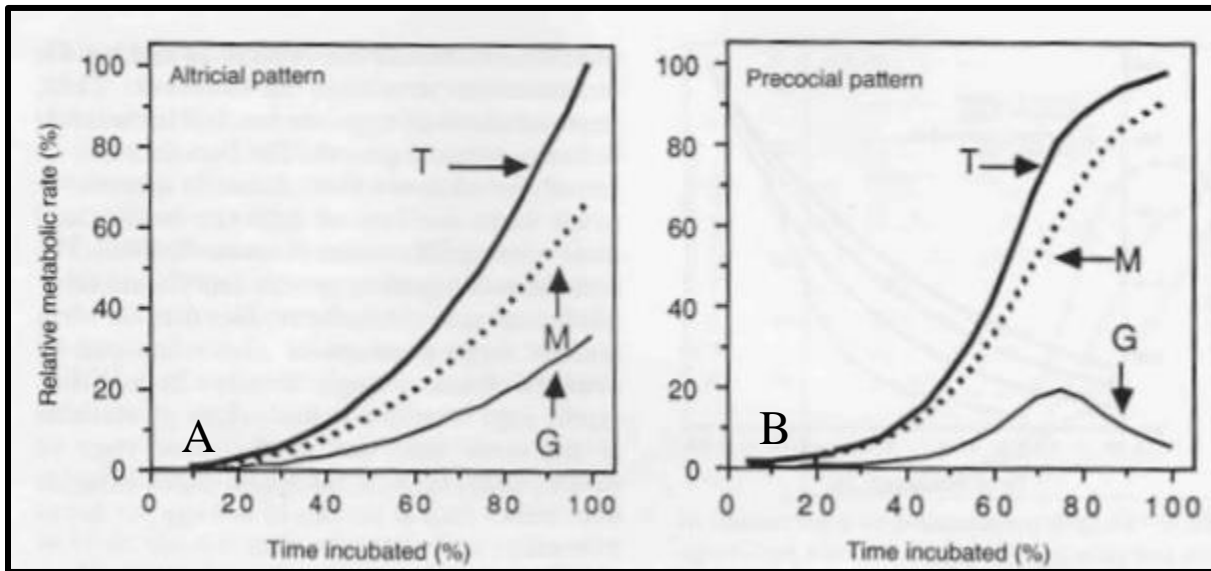 Relative metabolic rate (%)
100
80
60
40
20
0
Altricial pattern
T
M
G
A
0 20 40 60 80 100
Time incubated (%)
100
80
60
40
20
0
Precocial pattern
T
M
G
B
0 20 40 60 80 100
Time incubated (%)